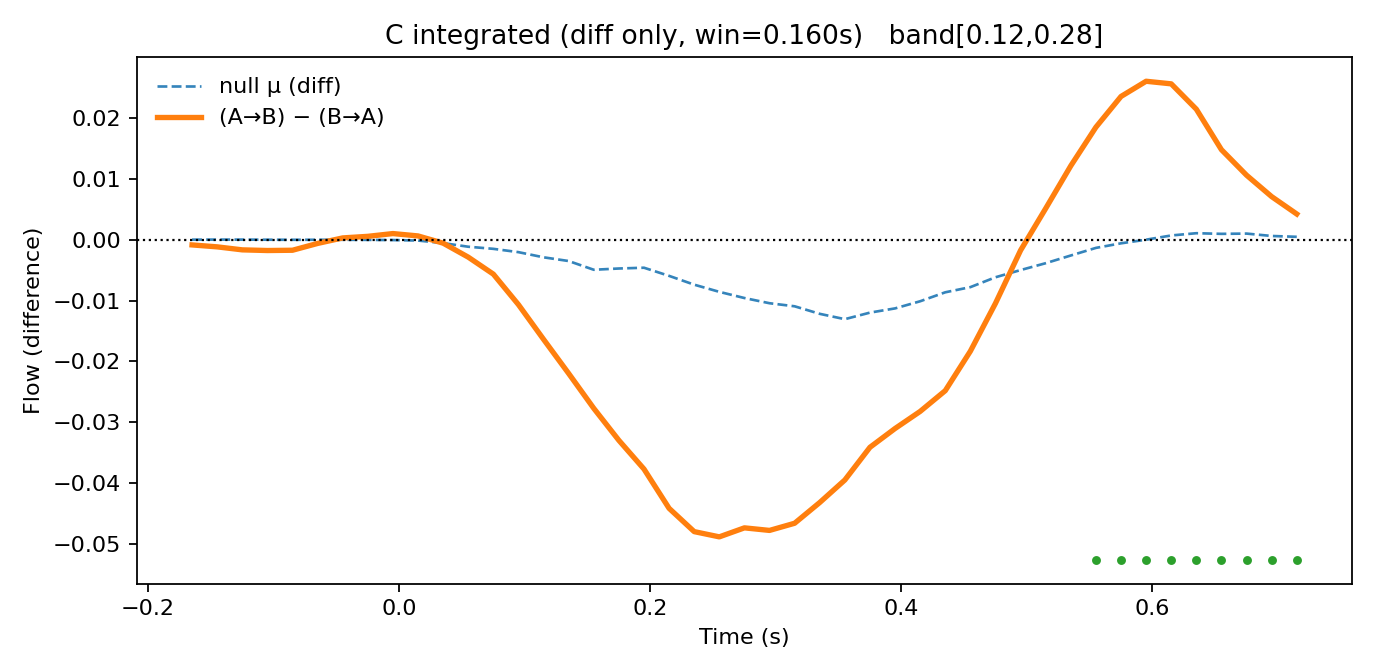 C integrated (diff only, win=0.160s)   band[0.12,0.28]
null μ (diff)
(A→B) − (B→A)
Flow (difference)
0.02
0.01
0.00
−0.01
−0.02
−0.03
−0.04
−0.05
−0.2
0.0
0.2
0.4
0.6
Time (s)